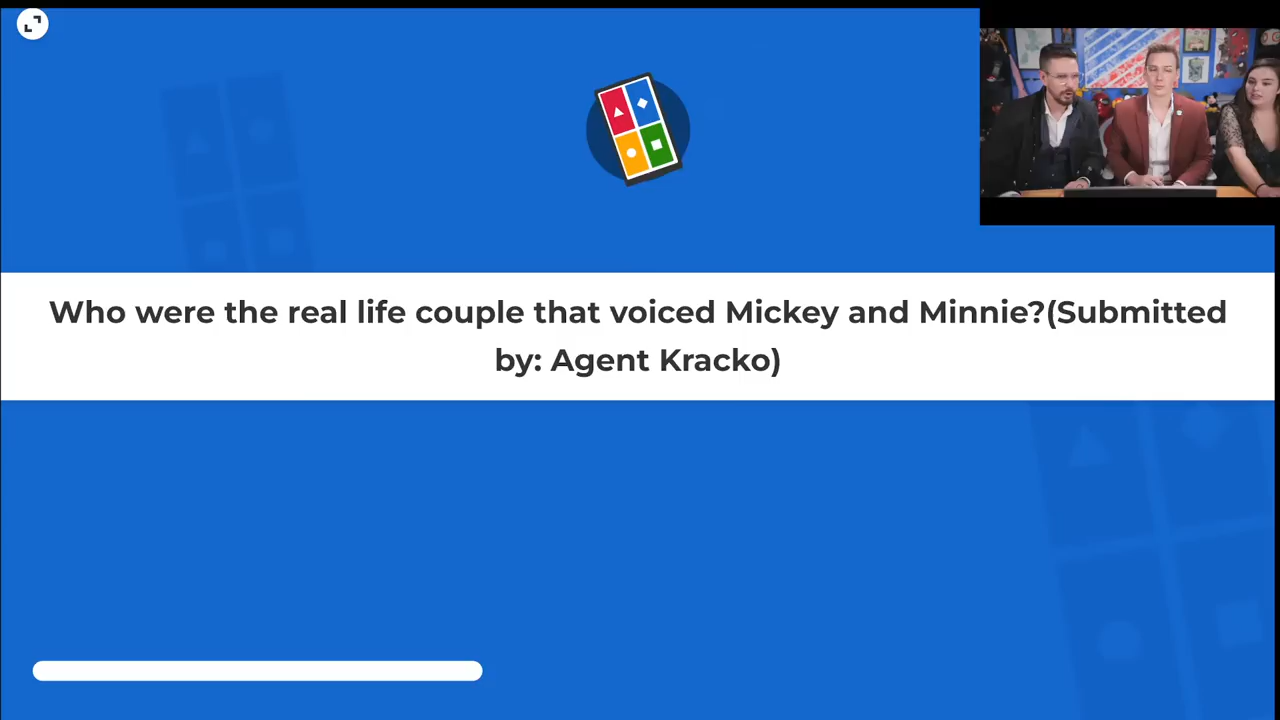 Who were the real life couple that voiced Mickey and Minnie?(Submitted
by: Agent Kracko)